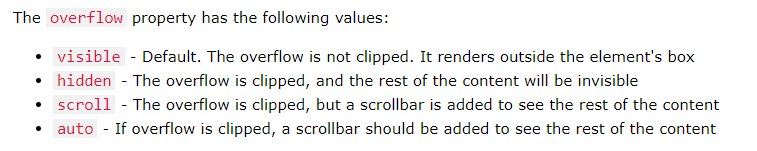 The overflow property has the following values:
• visible - Default. The overflow is not clipped. It renders outside the element's box
• hidden - The overflow is clipped, and the rest of the content will be invisible
• scroll - The overflow is clipped, but a scrollbar is added to see the rest of the content
• auto - If overflow is clipped, a scrollbar should be added to see the rest of the content